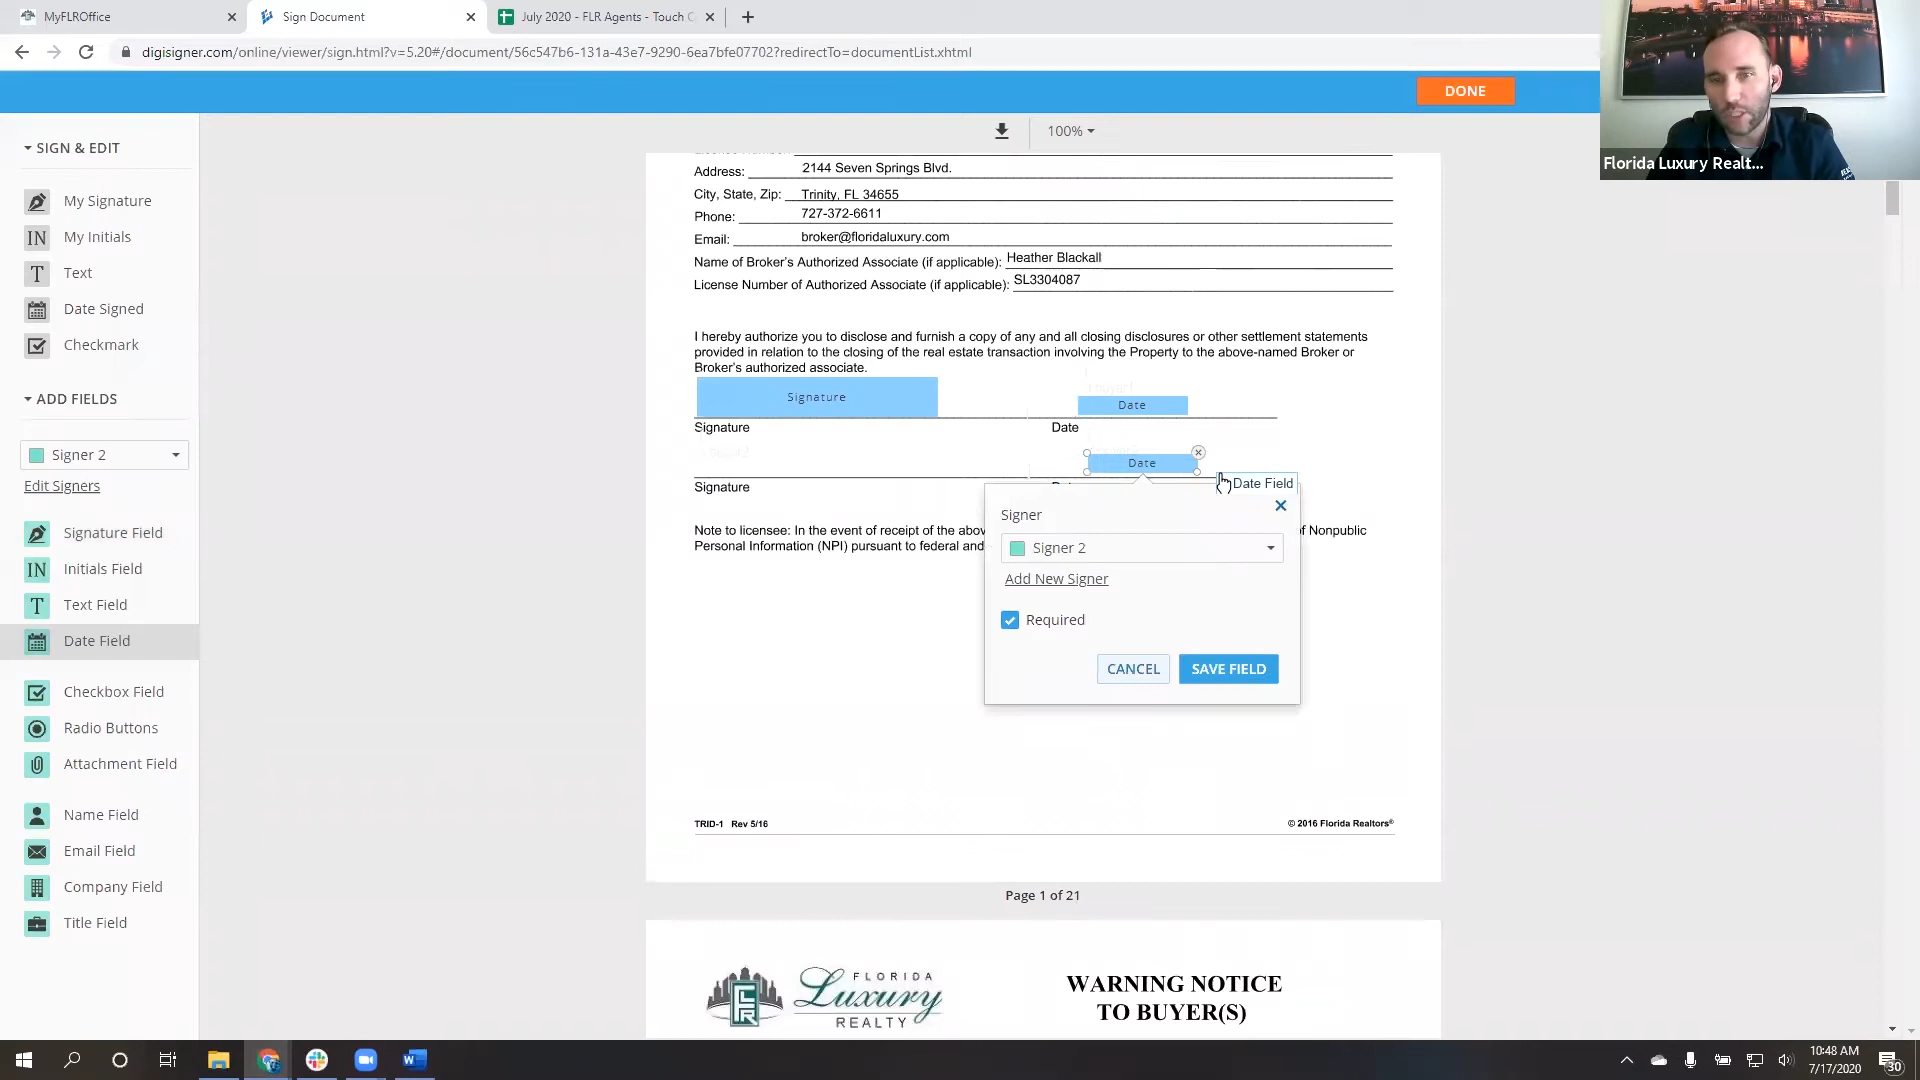 MyFLROffice
Sign Document
July 2020 - FLR Agents - Touch C
digisigner.com/online/viewer/sign.html?v=5.20#/document/56c547b6-131a-43e7-9290-6ea7bfe07702?redirectTo=documentList.xhtml
DONE
Florida Luxury Realt...
100%
SIGN & EDIT
My Signature
IN My Initials
T Text
Date Signed
Checkmark
ADD FIELDS
Signer 2
Edit Signers
Signature Field
IN Initials Field
T Text Field
Date Field
Checkbox Field
Radio Buttons
Attachment Field
Name Field
Email Field
Company Field
Title Field
Address: 2144 Seven Springs Blvd.
City, State, Zip: Trinity, FL 34655
Phone: 727-372-6611
Email: broker@floridaluxury.com
Name of Broker's Authorized Associate (if applicable): Heather Blackall
License Number of Authorized Associate (if applicable): SL3304087
I hereby authorize you to disclose and furnish a copy of any and all closing disclosures or other settlement statements
provided in relation to the closing of the real estate transaction involving the Property to the above-named Broker or
Broker's authorized associate.
Signature Date
Signature Date
Date
Signature
Date Field
Note to licensee: In the event of receipt of the abov of Nonpublic
Personal Information (NPI) pursuant to federal and
Signer
Signer 2
Add New Signer
Required
CANCEL SAVE FIELD
TRID-1 Rev 5/16 © 2016 Florida Realtors®
Page 1 of 21
FLORIDA
Luxury
REALTY
WARNING NOTICE
TO BUYER(S)
10:48 AM
7/17/2020
30